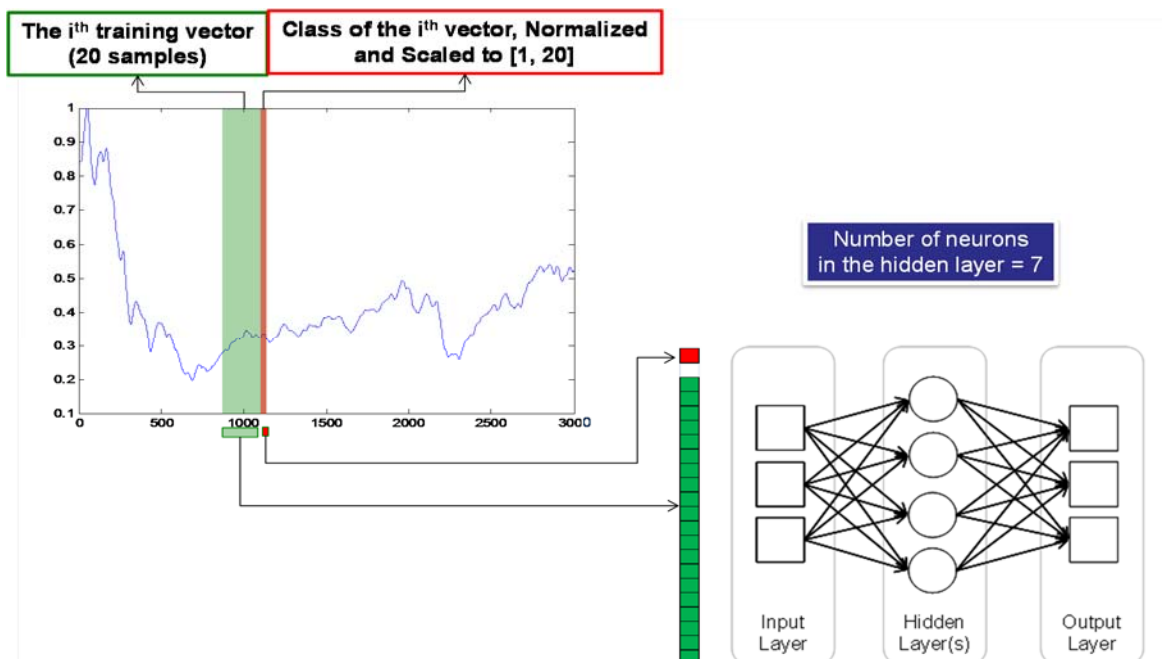 The ith training vector
(20 samples)
Class of the ith vector, Normalized
and Scaled to [1, 20]
1
0.9
0.8
0.7
0.6
0.5
0.4
0.3
0.2
0.1
0 500 1000 1500 2000 2500 3000
Number of neurons
in the hidden layer = 7
Input
Layer
Hidden
Layer(s)
Output
Layer